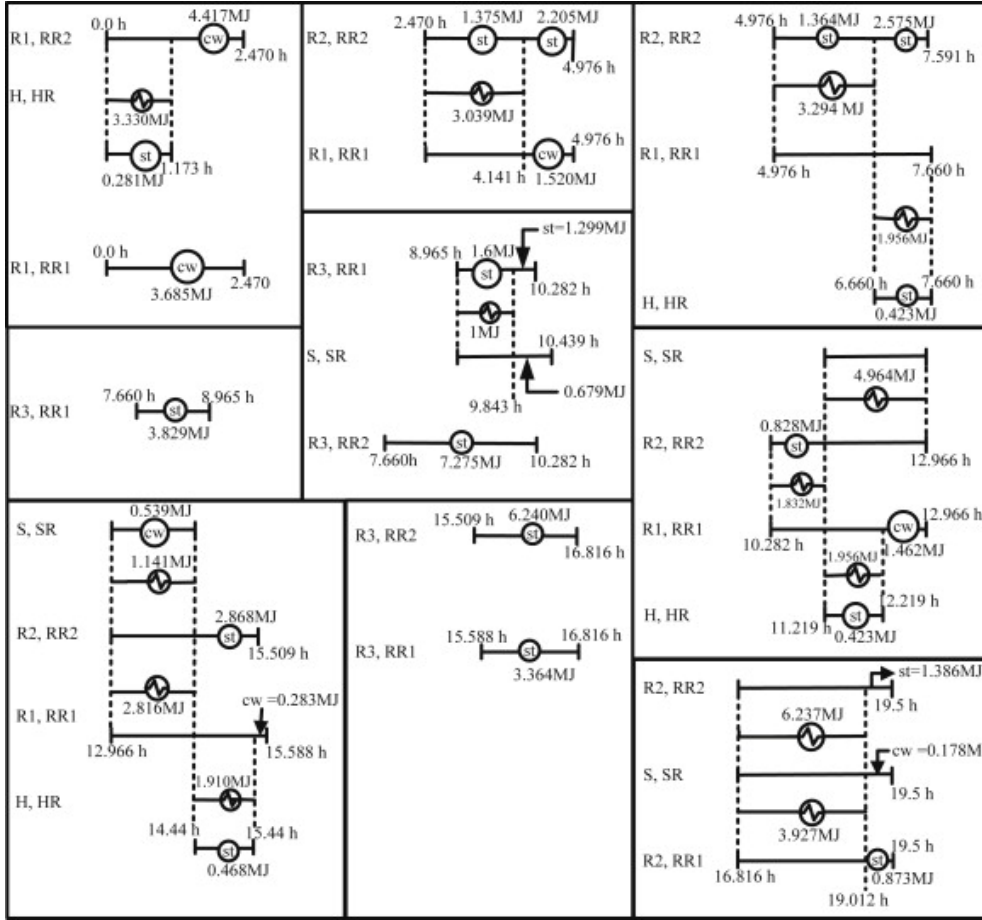 0.0 h
4.417MJ
R1, RR2
cw
2.470 h
H, HR
3.330MJ
st
1.173 h
0.281MJ
0.0 h
R1, RR1
cw
2.470
3.685MJ
2.470 h
1.375MJ
2.205MJ
R2, RR2
st
st
4.976 h
3.039MJ
4.976 h
R1, RR1
cw
4.141 h
1.520MJ
4.976 h
1.364MJ
2.575MJ
R2, RR2
st
st
7.591 h
3.294 MJ
R1, RR1
4.976 h
7.660 h
1.956MJ
6.660 h
7.660 h
H, HR
st
0.423MJ
st=1.299MJ
8.965 h
1.6MJ
R3, RR1
st
10.282 h
1MJ
10.439 h
S, SR
9.843 h
0.679MJ
R3, RR2
st
7.660h
7.275MJ
10.282 h
7.660 h
8.965 h
R3, RR1
st
3.829MJ
S, SR
4.964MJ
0.828MJ
R2, RR2
st
12.966 h
1.832MJ
12.966 h
R1, RR1
cw
10.282 h
1.462MJ
1.956MJ
12.219 h
H, HR
st
11.219 h
0.423MJ
0.539MJ
S, SR
cw
1.141MJ
2.868MJ
R2, RR2
st
15.509 h
2.816MJ
cw =0.283MJ
R1, RR1
12.966 h
15.588 h
1.910MJ
H, HR
14.44 h
15.44 h
st
0.468MJ
15.509 h
6.240MJ
R3, RR2
st
16.816 h
15.588 h
16.816 h
R3, RR1
st
3.364MJ
st=1.386MJ
R2, RR2
19.5 h
6.237MJ
cw =0.178M
S, SR
19.5 h
3.927MJ
19.5 h
R2, RR1
st
16.816 h
0.873MJ
19.012 h